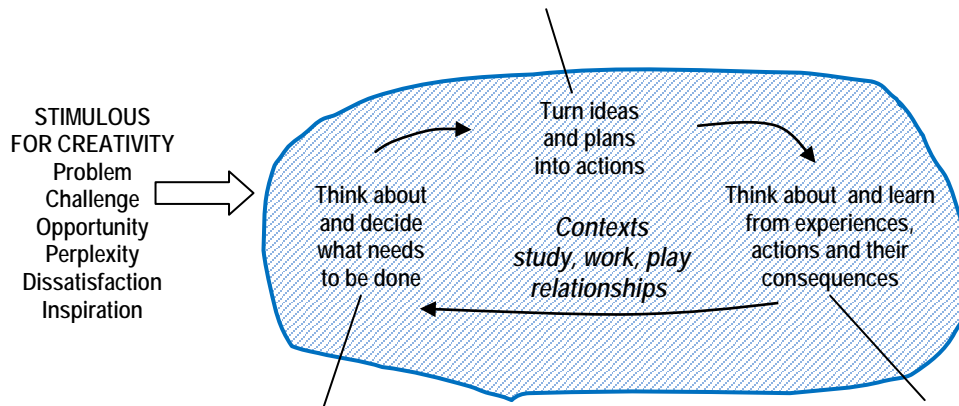 STIMULOUS
FOR CREATIVITY
Problem
Challenge
Opportunity
Perplexity
Dissatisfaction
Inspiration
Think about
and decide
what needs
to be done
Turn ideas
and plans
into actions
Contexts
study, work, play
relationships
Think about and learn
from experiences,
actions and their
consequences